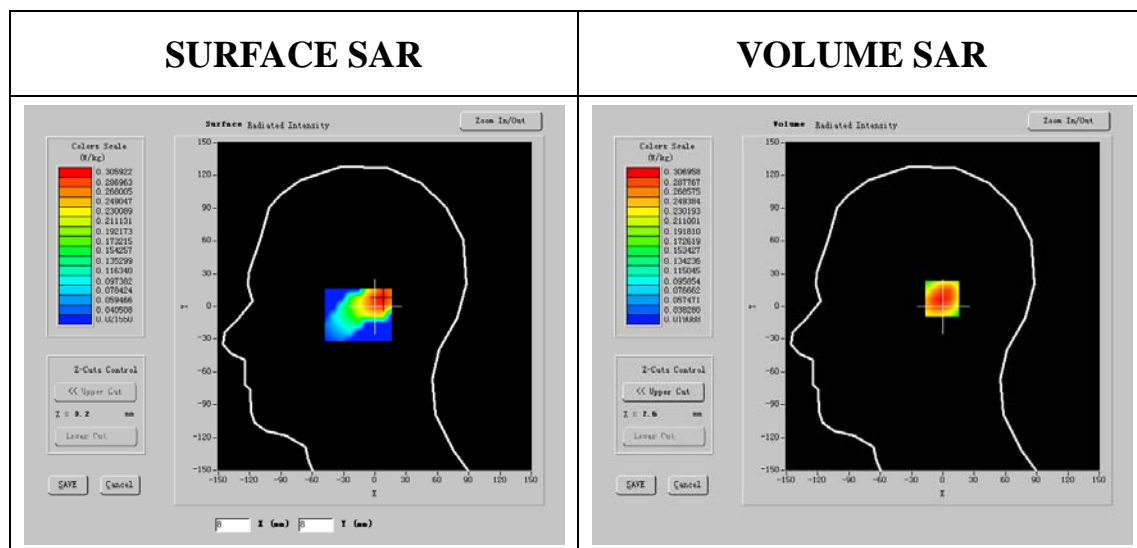 SURFACE SAR
VOLUME SAR
Surface Radiated Intensity
Zoom In/Out
Colors Scale
(W/kg)
0.305922
0.286963
0.268005
0.249047
0.230089
0.211131
0.192173
0.173215
0.154257
0.135299
0.116340
0.097382
0.078424
0.059466
0.040508
0.021550
150
120
90
60
30
0
-30
-60
-90
-120
-150
Y
-150 -120 -90 -60 -30 0 30 60 90 120 150
X
Z-Cuts Control
<< Upper Cut
Lower Cut
SAVE
Cancel
8 X (mm) 8 Y (mm)
Volume Radiated Intensity
Zoom In/Out
Colors Scale
(W/kg)
0.306958
0.287767
0.268575
0.249384
0.230193
0.211001
0.191810
0.172619
0.153427
0.134236
0.115045
0.095854
0.076662
0.057471
0.038280
0.019088
150
120
90
60
30
0
-30
-60
-90
-120
-150
Y
-150 -120 -90 -60 -30 0 30 60 90 120 150
X
Z-Cuts Control
<< Upper Cut
Lower Cut
SAVE
Cancel